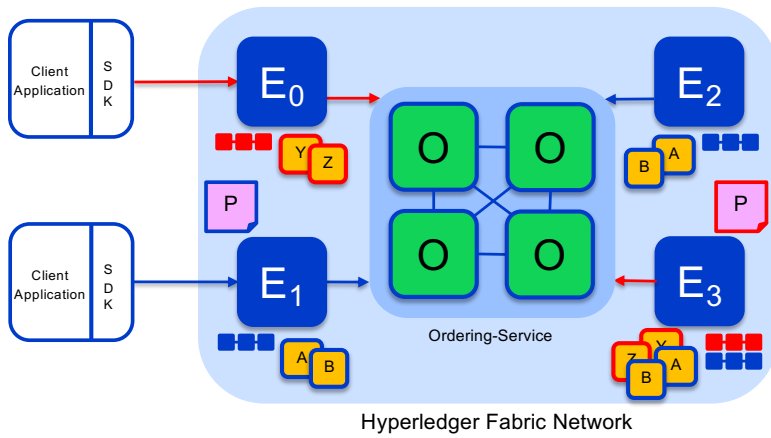 Client
Application
S
D
K
E0
Y
Z
P
Client
Application
S
D
K
E1
A
B
O
O
O
O
Ordering-Service
E2
B
A
P
E3
Y
Z
A
B
Hyperledger Fabric Network